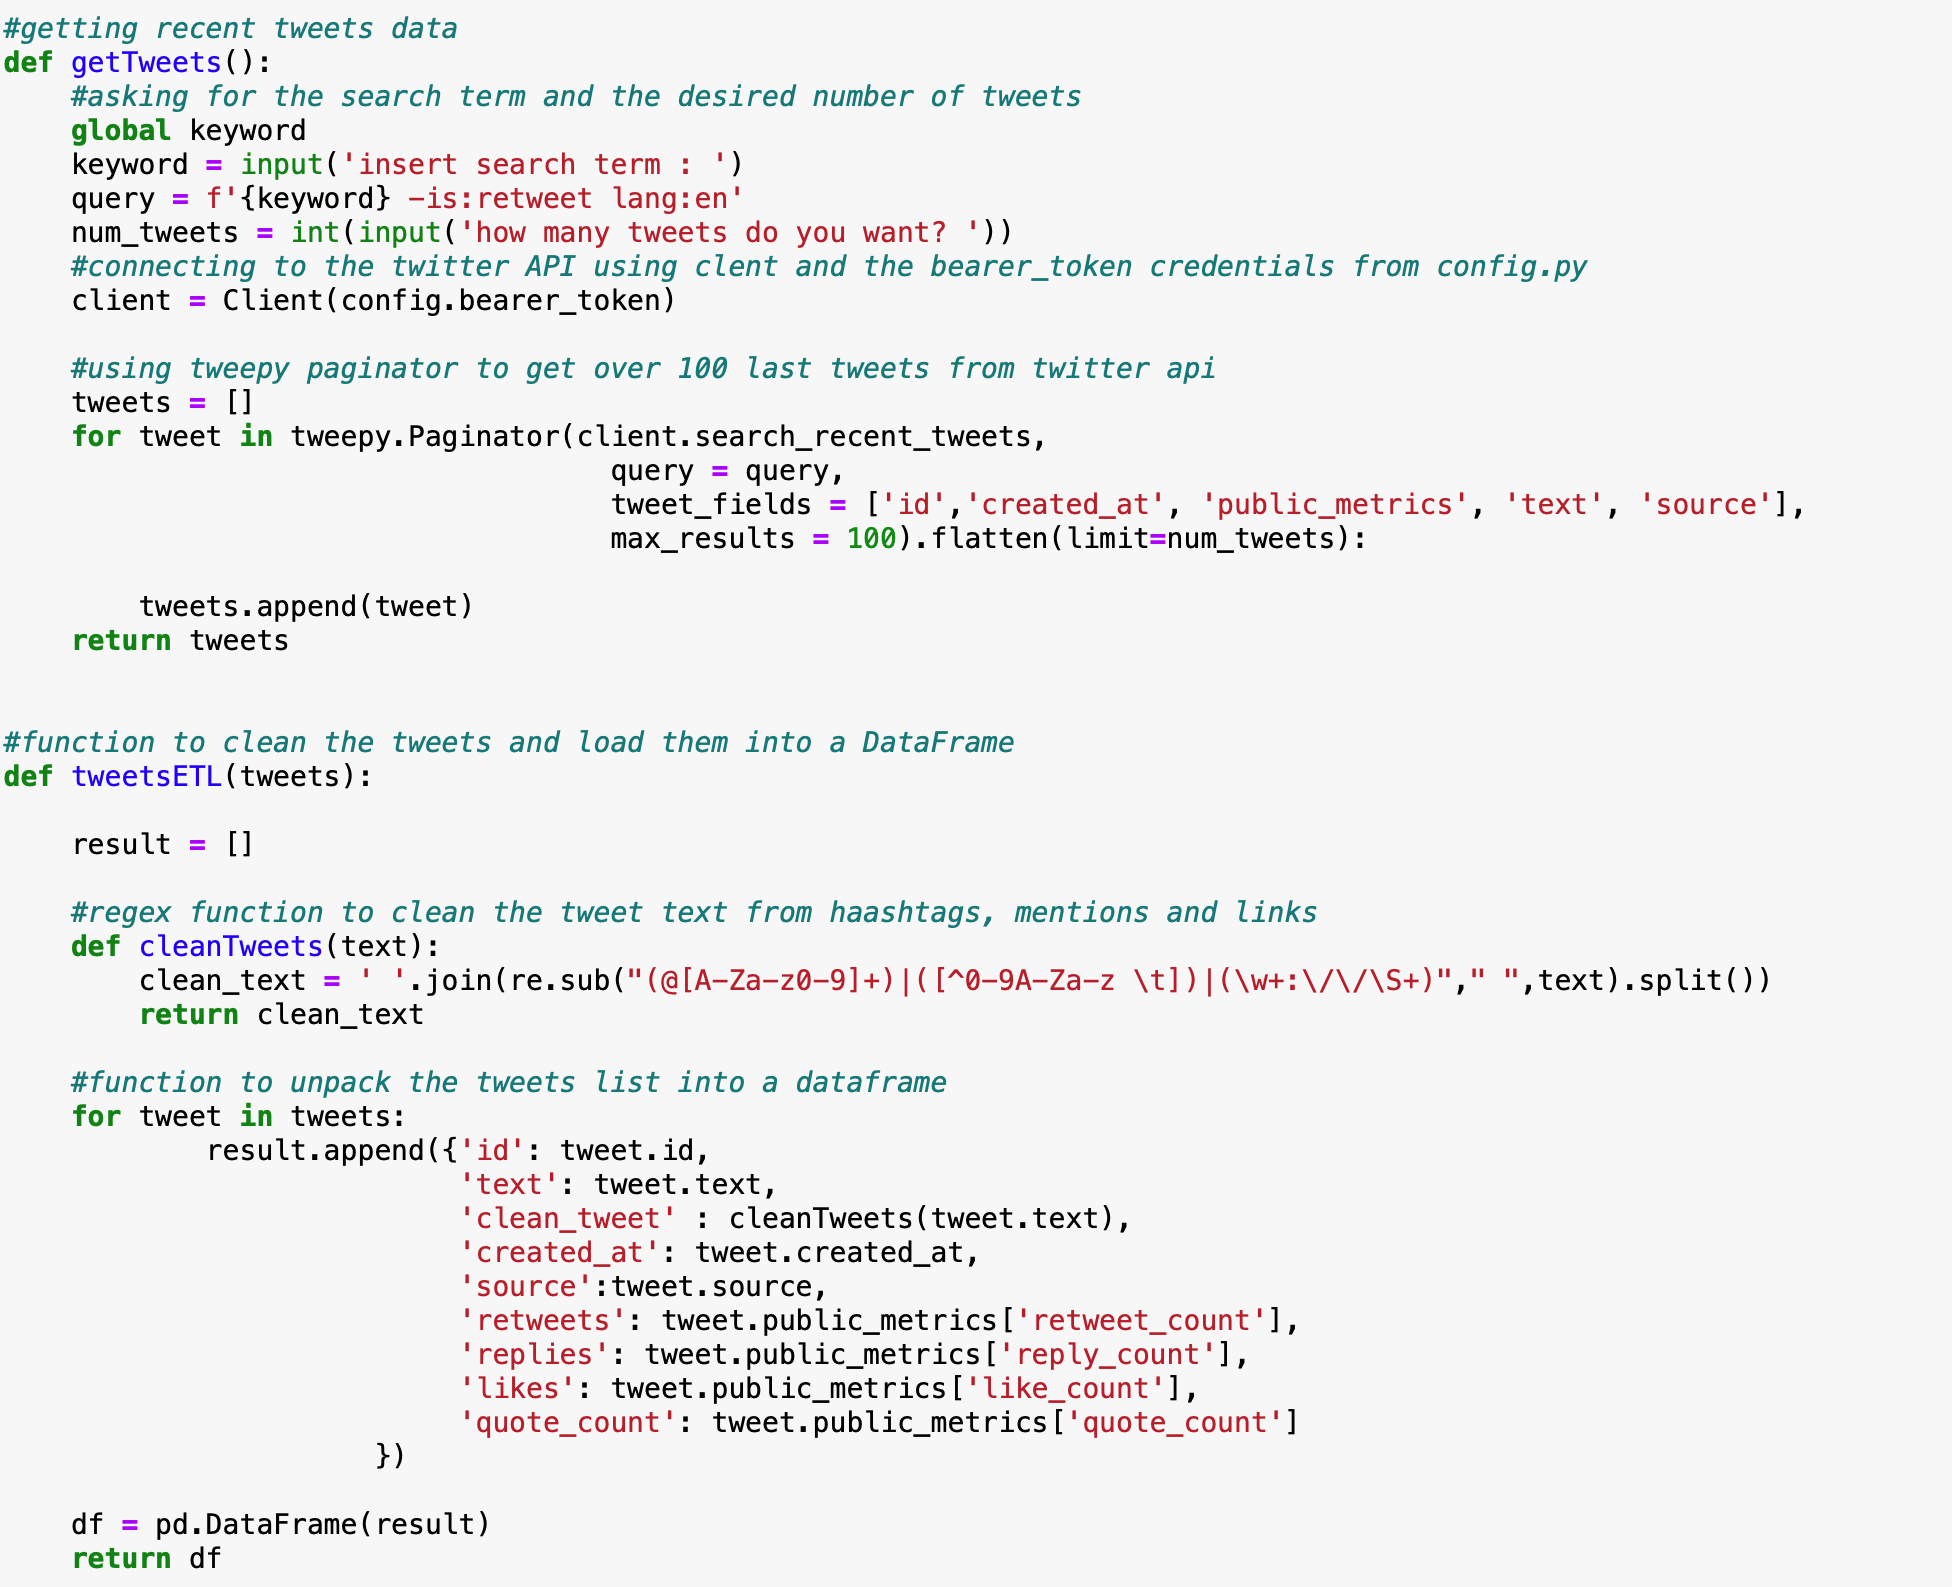 #getting recent tweets data
def getTweets():
    #asking for the search term and the desired number of tweets
    global keyword
    keyword = input('insert search term : ')
    query = f'{keyword} -is:retweet lang:en'
    num_tweets = int(input('how many tweets do you want? '))
    #connecting to the twitter API using clent and the bearer_token credentials from config.py
    client = Client(config.bearer_token)

    #using tweepy paginator to get over 100 last tweets from twitter api
    tweets = []
    for tweet in tweepy.Paginator(client.search_recent_tweets,
                                    query = query,
                                    tweet_fields = ['id','created_at', 'public_metrics', 'text', 'source'],
                                    max_results = 100).flatten(limit=num_tweets):

        tweets.append(tweet)
    return tweets


#function to clean the tweets and load them into a DataFrame
def tweetsETL(tweets):

    result = []

    #regex function to clean the tweet text from haashtags, mentions and links
    def cleanTweets(text):
        clean_text = ' '.join(re.sub("(@[A-Za-z0-9]+)|([^0-9A-Za-z \t])|(\w+:\/\/\S+)"," ",text).split())
        return clean_text

    #function to unpack the tweets list into a dataframe
    for tweet in tweets:
            result.append({'id': tweet.id,
                           'text': tweet.text,
                           'clean_tweet' : cleanTweets(tweet.text),
                           'created_at': tweet.created_at,
                           'source':tweet.source,
                           'retweets': tweet.public_metrics['retweet_count'],
                           'replies': tweet.public_metrics['reply_count'],
                           'likes': tweet.public_metrics['like_count'],
                           'quote_count': tweet.public_metrics['quote_count']
                      })

    df = pd.DataFrame(result)
    return df